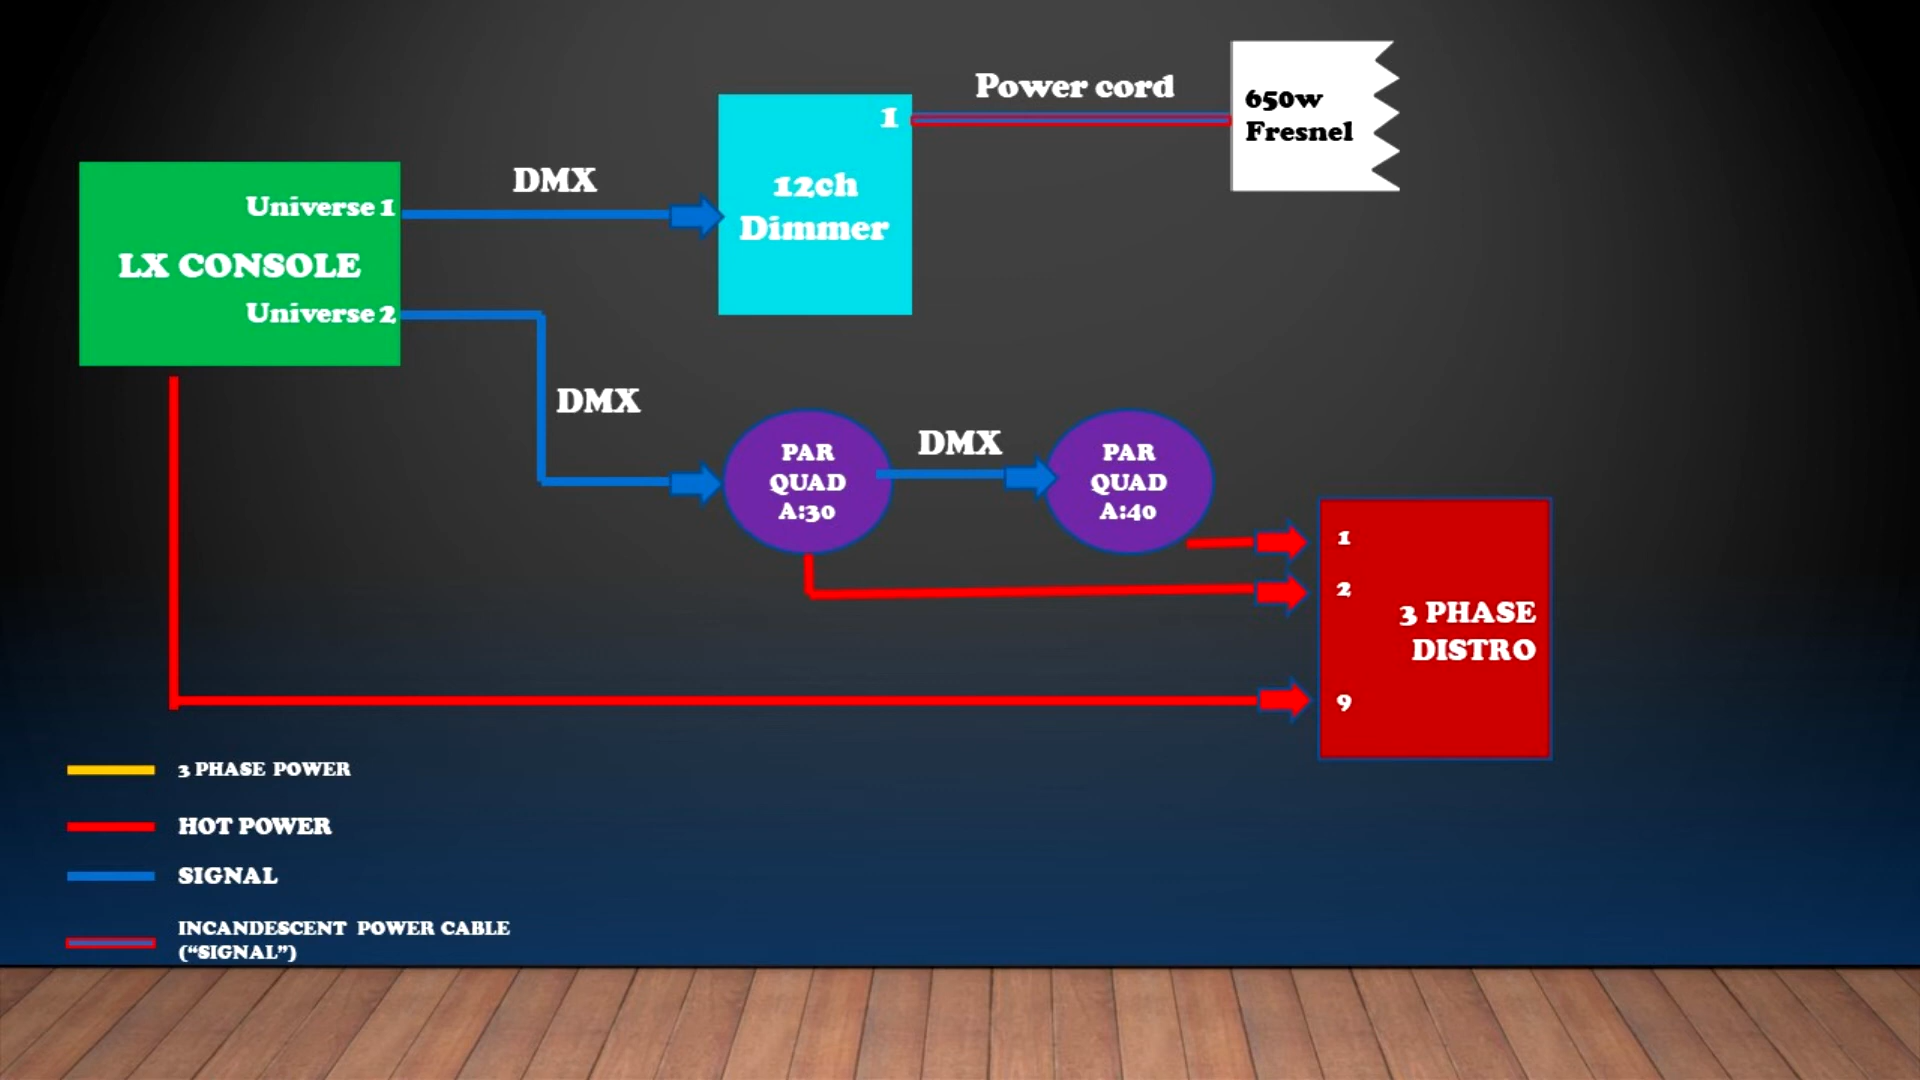 Power cord
650w
Fresnel
1
12ch
Dimmer
DMX
Universe 1
LX CONSOLE
Universe 2
DMX
PAR
QUAD
A:30
DMX
PAR
QUAD
A:40
1
2
3 PHASE
DISTRO
9
3 PHASE POWER
HOT POWER
SIGNAL
INCANDESCENT POWER CABLE
(“SIGNAL”)